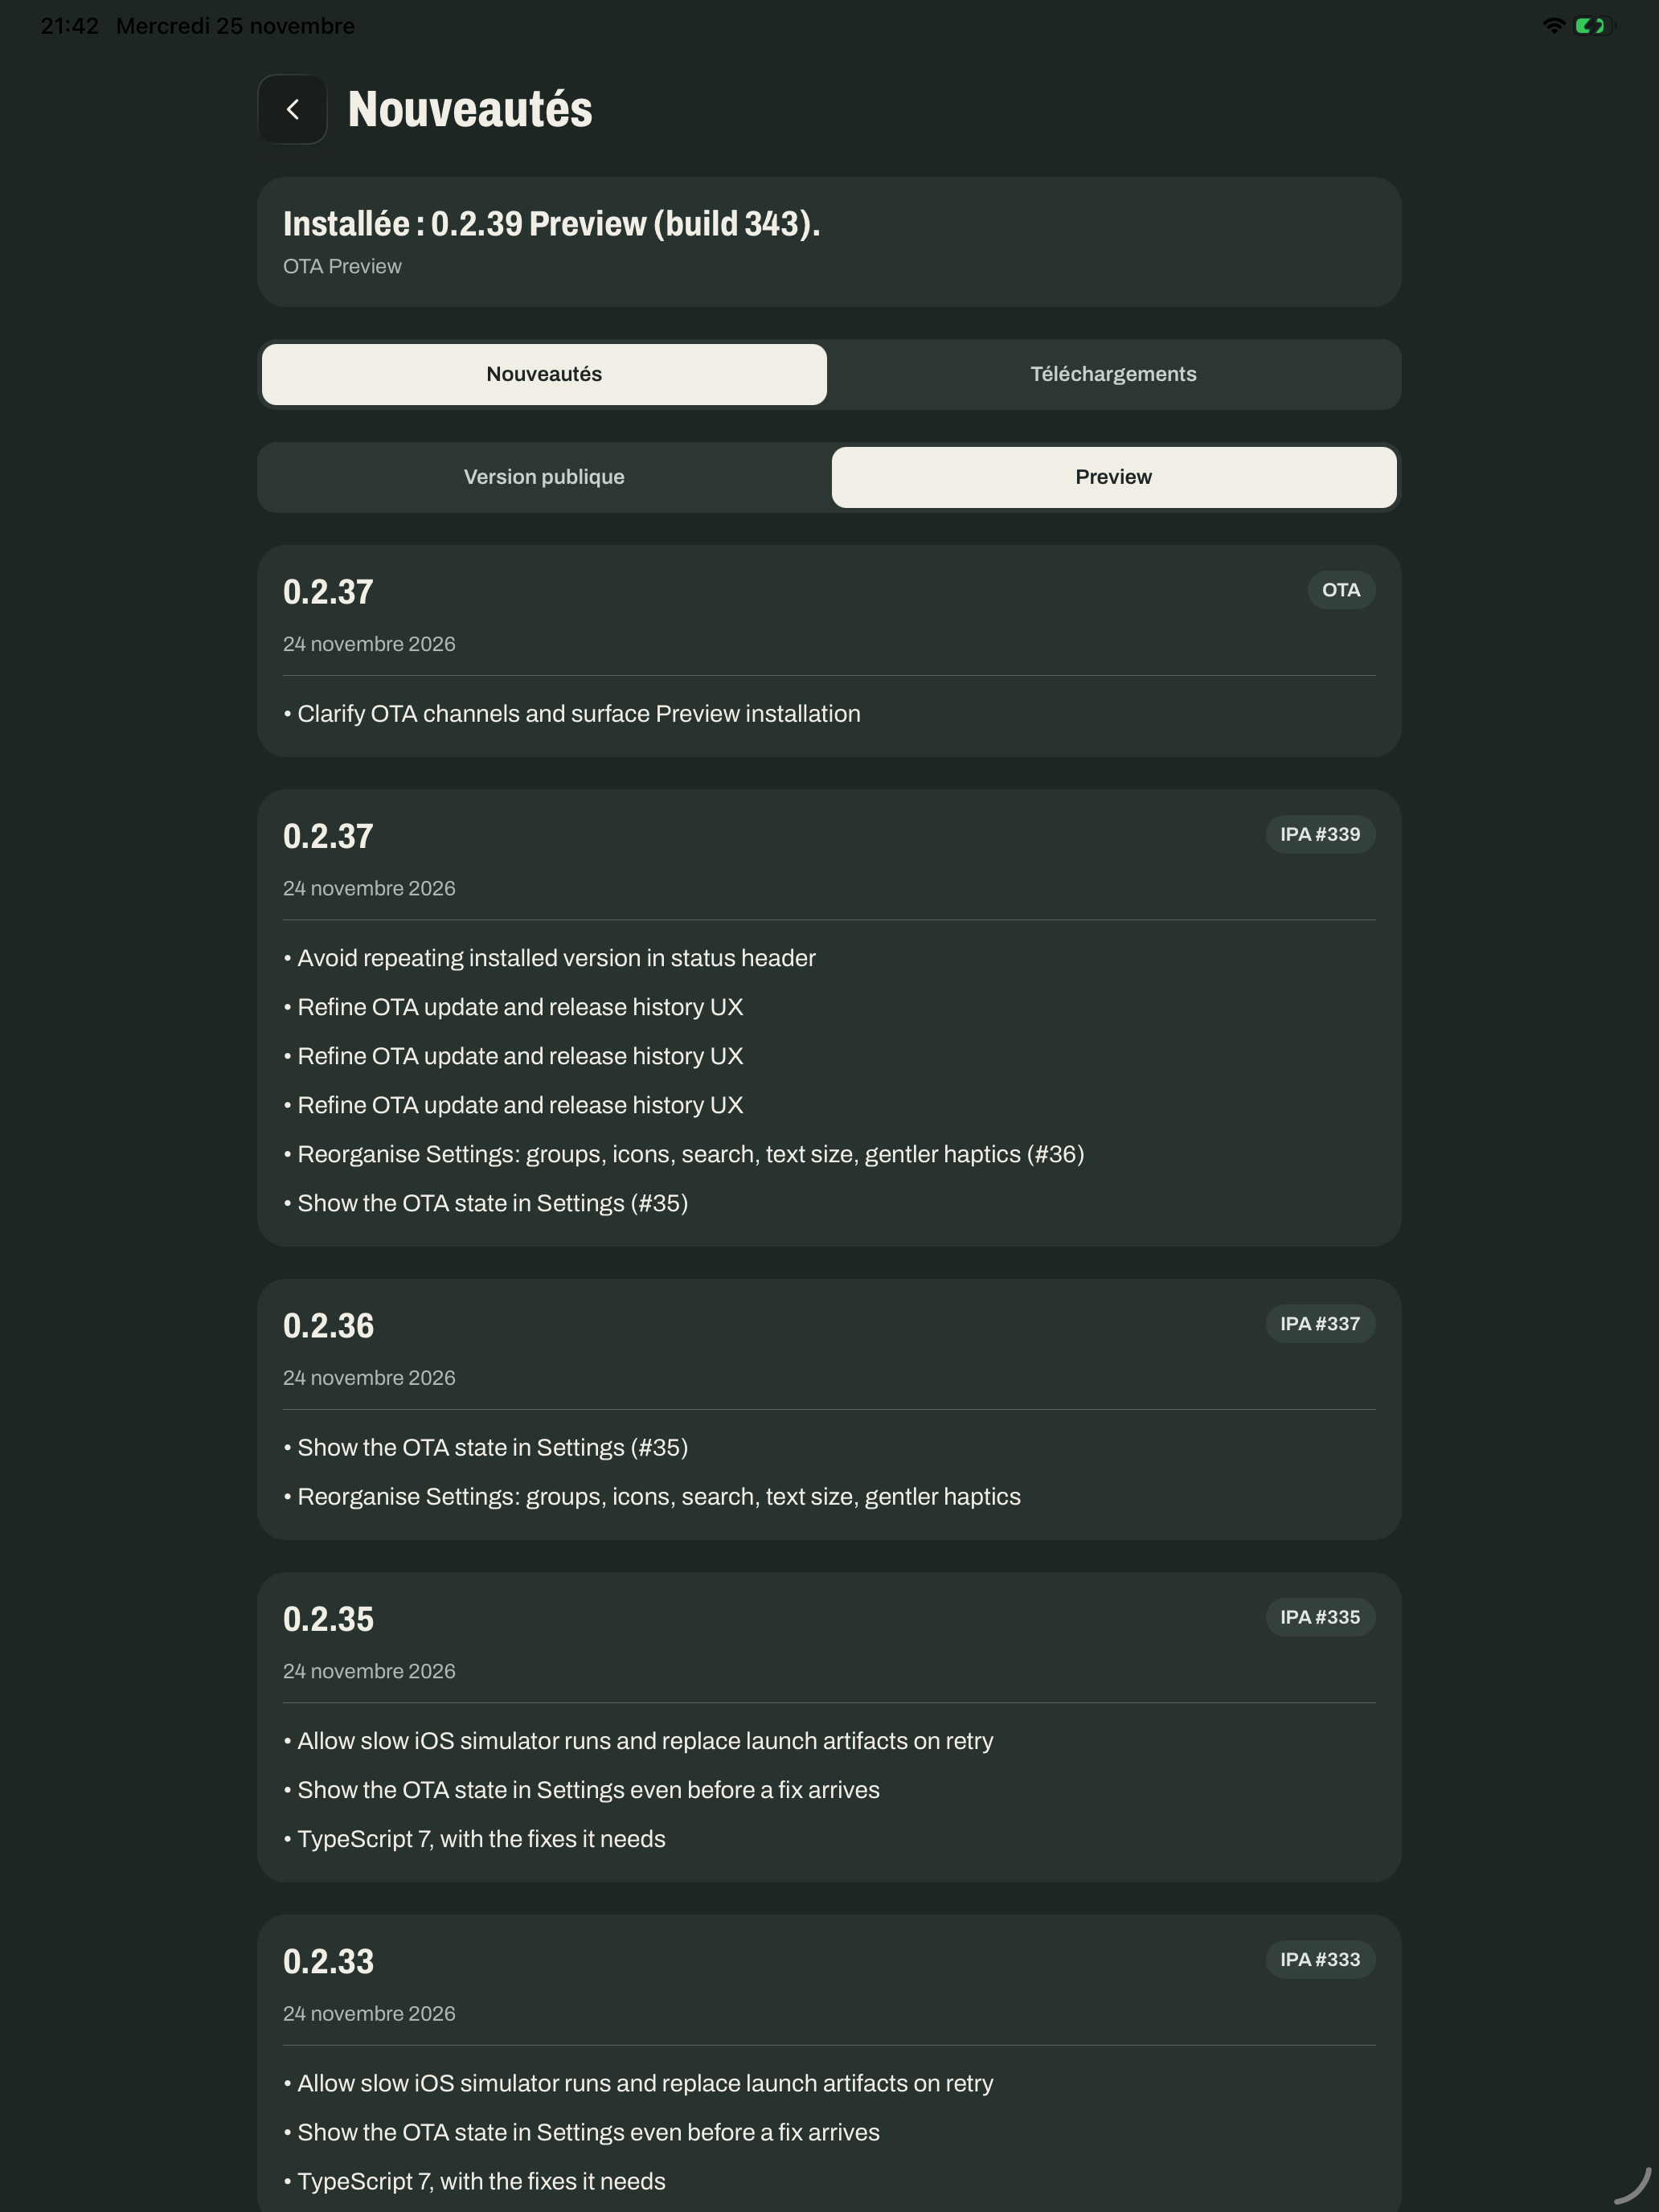 21:42 Mercredi 25 novembre
Nouveautés
Installée : 0.2.39 Preview (build 343).
OTA Preview
Nouveautés
Téléchargements
Version publique
Preview
0.2.37
OTA
24 novembre 2026
• Clarify OTA channels and surface Preview installation
0.2.37
IPA #339
24 novembre 2026
• Avoid repeating installed version in status header
• Refine OTA update and release history UX
• Refine OTA update and release history UX
• Refine OTA update and release history UX
• Reorganise Settings: groups, icons, search, text size, gentler haptics (#36)
• Show the OTA state in Settings (#35)
0.2.36
IPA #337
24 novembre 2026
• Show the OTA state in Settings (#35)
• Reorganise Settings: groups, icons, search, text size, gentler haptics
0.2.35
IPA #335
24 novembre 2026
• Allow slow iOS simulator runs and replace launch artifacts on retry
• Show the OTA state in Settings even before a fix arrives
• TypeScript 7, with the fixes it needs
0.2.33
IPA #333
24 novembre 2026
• Allow slow iOS simulator runs and replace launch artifacts on retry
• Show the OTA state in Settings even before a fix arrives
• TypeScript 7, with the fixes it needs